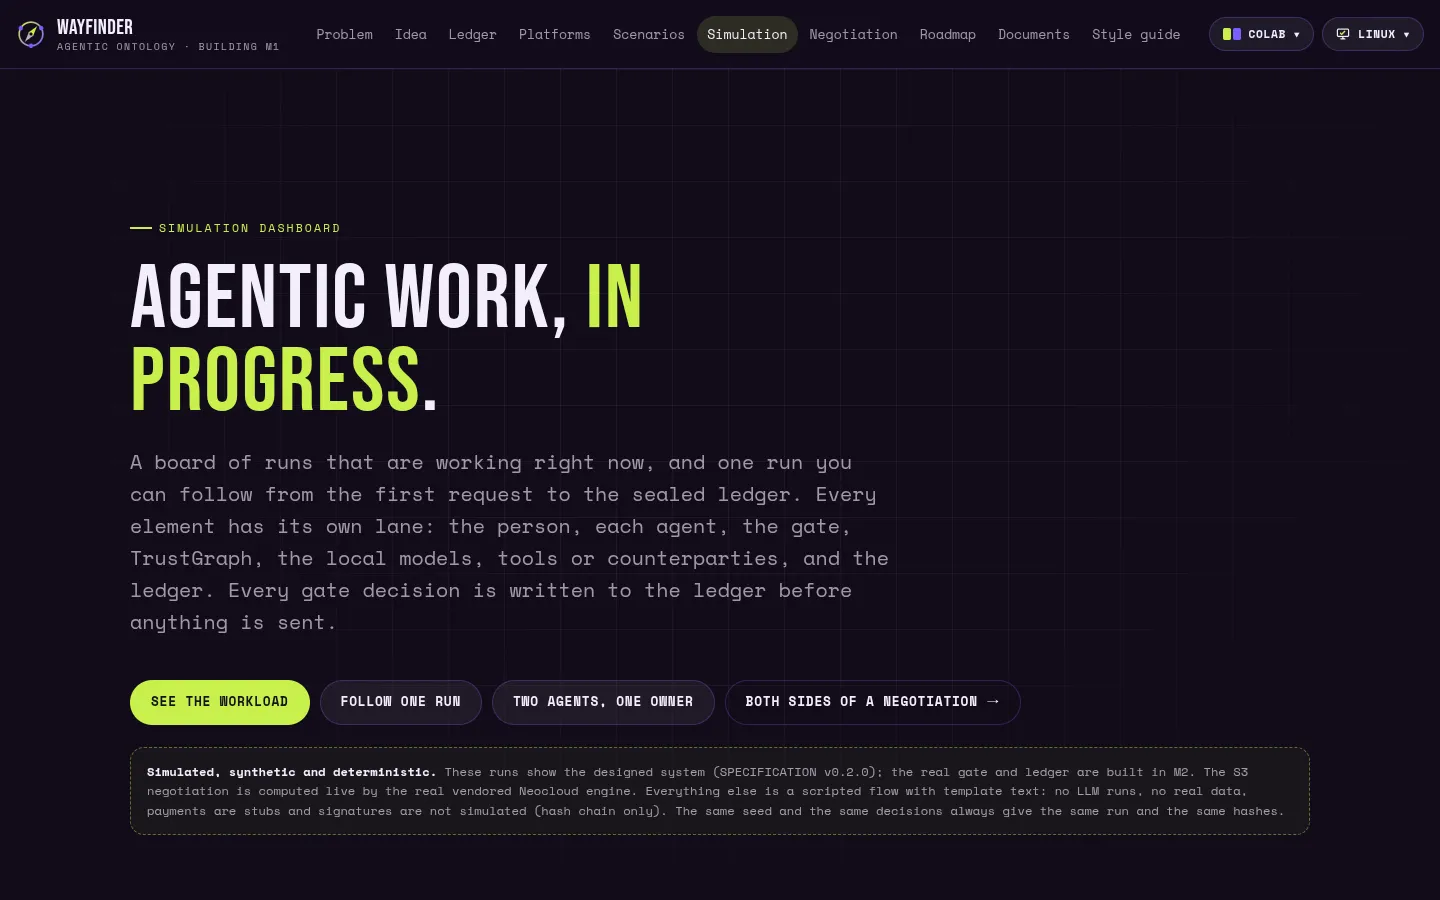 WAYFINDER
AGENTIC ONTOLOGY · BUILDING M1
Problem Idea Ledger Platforms Scenarios Simulation Negotiation Roadmap Documents Style guide
COLAB ▾
LINUX ▾
SIMULATION DASHBOARD
AGENTIC WORK, IN
PROGRESS.
A board of runs that are working right now, and one run you
can follow from the first request to the sealed ledger. Every
element has its own lane: the person, each agent, the gate,
TrustGraph, the local models, tools or counterparties, and the
ledger. Every gate decision is written to the ledger before
anything is sent.
SEE THE WORKLOAD
FOLLOW ONE RUN
TWO AGENTS, ONE OWNER
BOTH SIDES OF A NEGOTIATION →
Simulated, synthetic and deterministic. These runs show the designed system (SPECIFICATION v0.2.0); the real gate and ledger are built in M2. The S3
negotiation is computed live by the real vendored Neocloud engine. Everything else is a scripted flow with template text: no LLM runs, no real data,
payments are stubs and signatures are not simulated (hash chain only). The same seed and the same decisions always give the same run and the same hashes.